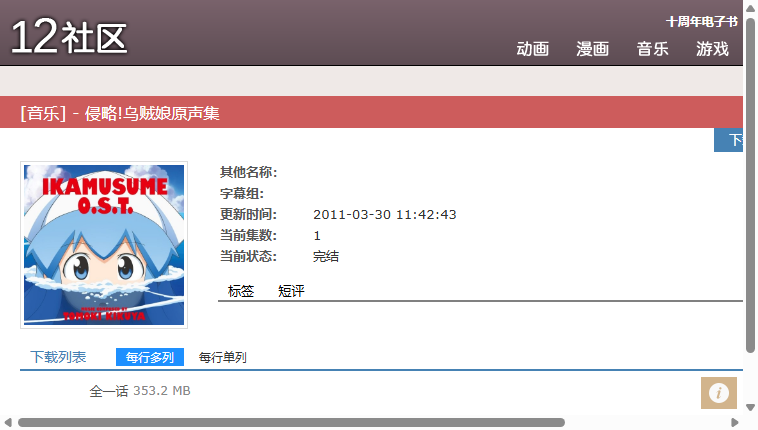 12社区
十周年电子书
动画 漫画 音乐 游戏
[音乐] - 侵略!乌贼娘原声集
IKAMUSUME
O.S.T.
TOMOKI KIKUYA
其他名称:
字幕组:
更新时间: 2011-03-30 11:42:43
当前集数: 1
当前状态: 完结
标签 短评
下载列表 每行多列 每行单列
全一话 353.2 MB